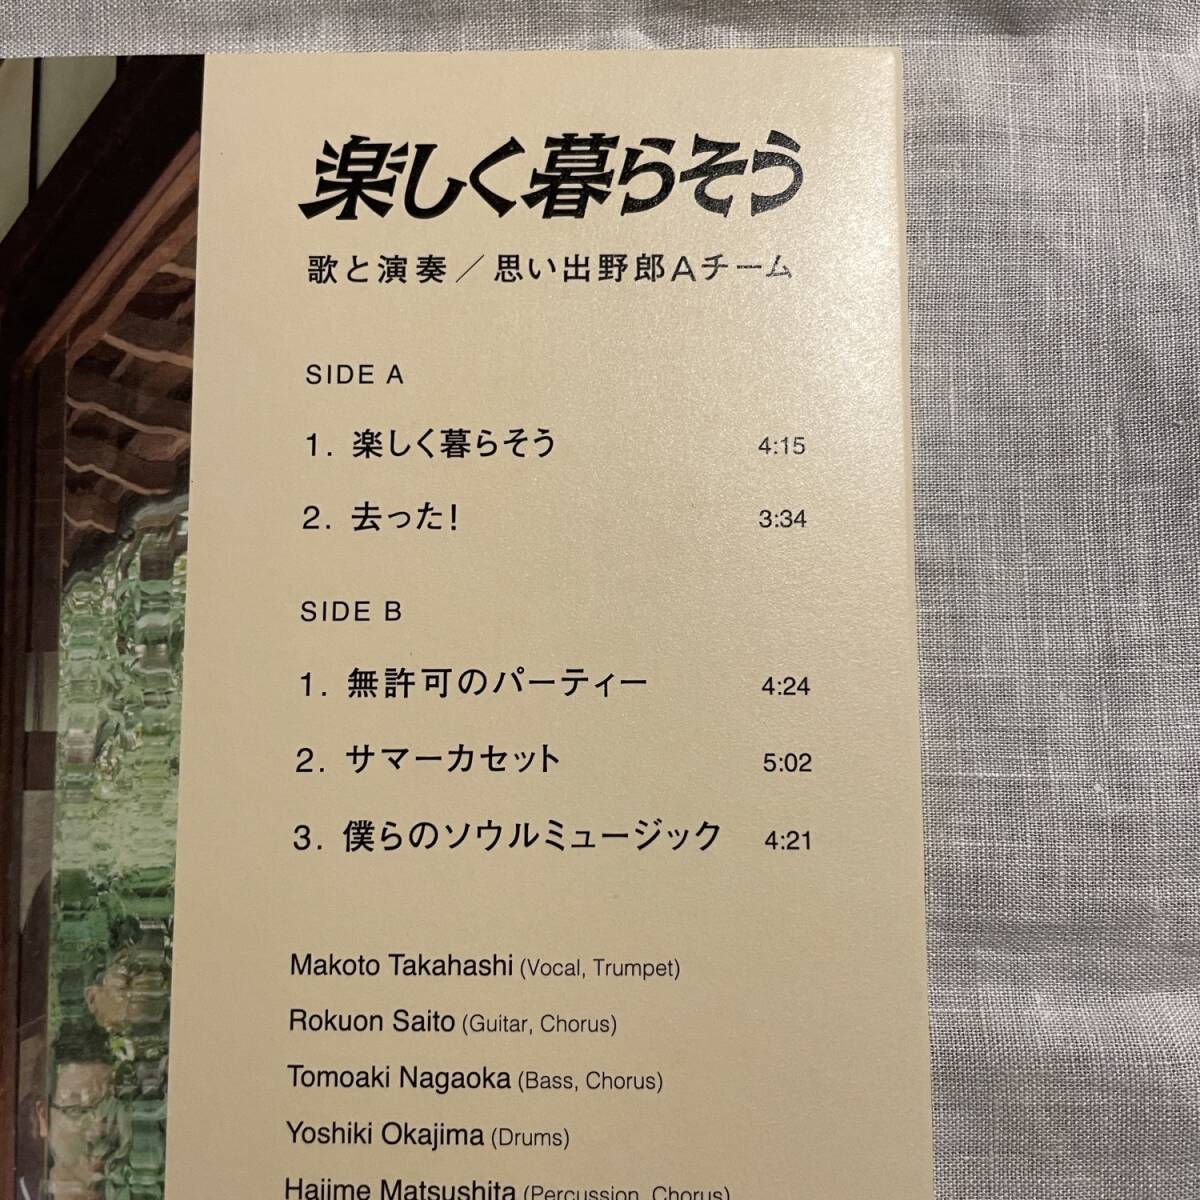 楽しく暮らそう
歌と演奏／思い出野郎Aチーム
SIDE A
1. 楽しく暮らそう 4:15
2. 去った! 3:34
SIDE B
1. 無許可のパーティー 4:24
2. サマーカセット 5:02
3. 僕らのソウルミュージック 4:21
Makoto Takahashi (Vocal, Trumpet)
Rokuon Saito (Guitar, Chorus)
Tomoaki Nagaoka (Bass, Chorus)
Yoshiki Okajima (Drums)
Hajime Matsushita (Percussion, Chorus)